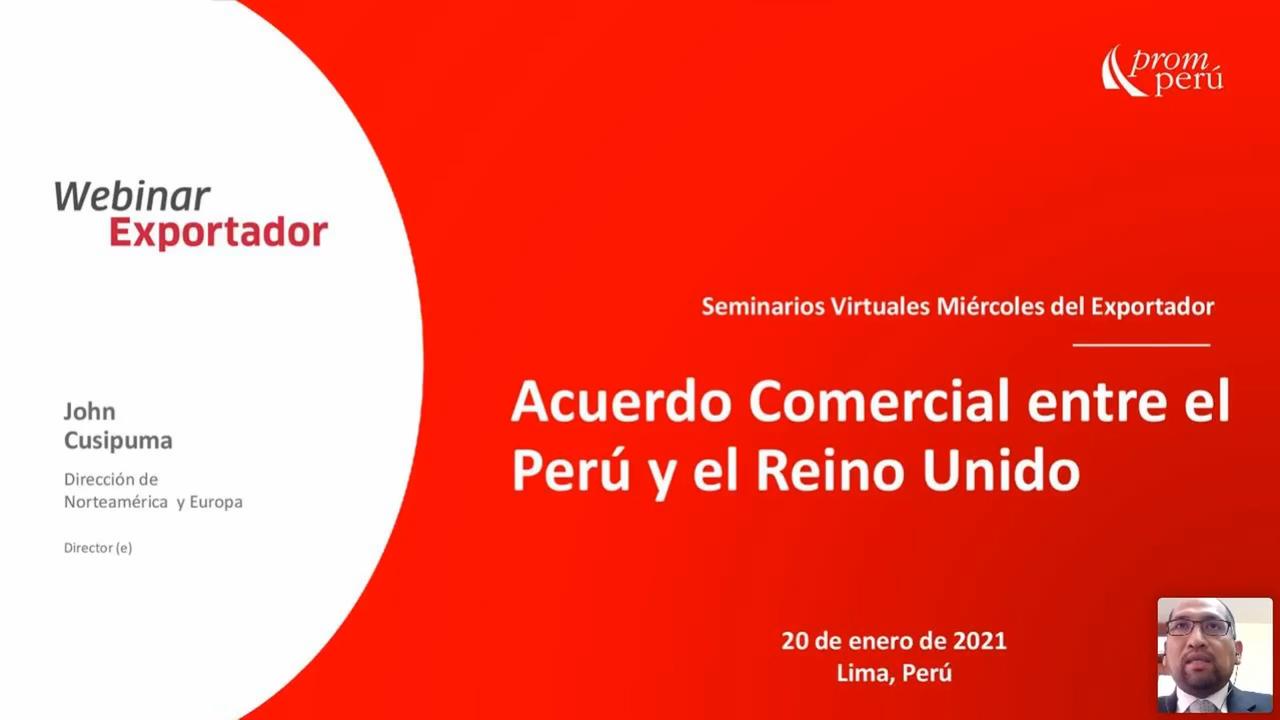 Webinar
Exportador
John
Cusipuma
Dirección de
Norteamérica y Europa
Director (e)
prom
perú
Seminarios Virtuales Miércoles del Exportador
Acuerdo Comercial entre el
Perú y el Reino Unido
20 de enero de 2021
Lima, Perú